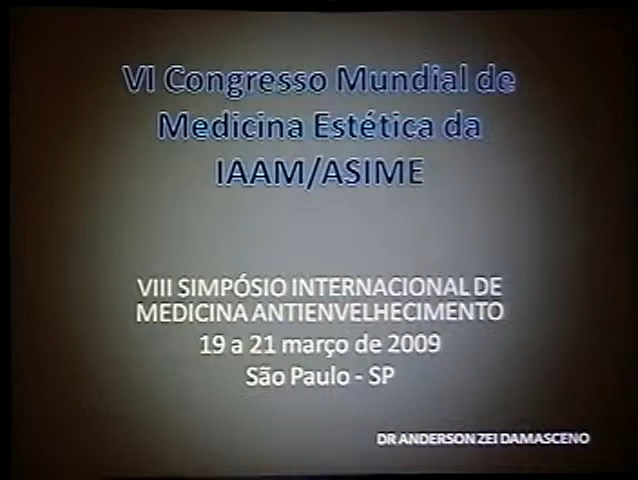 VI Congresso Mundial de
Medicina Estética da
IAAM/ASIME
VIII SIMPÓSIO INTERNACIONAL DE
MEDICINA ANTIENVELHECIMENTO
19 a 21 março de 2009
São Paulo - SP
DR ANDERSON ZEI DAMASCENO